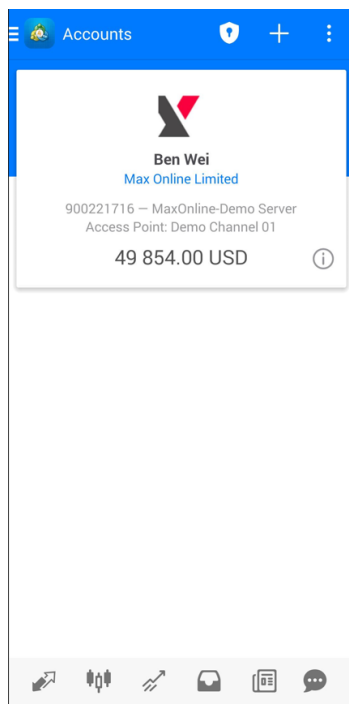 Accounts
Ben Wei
Max Online Limited
900221716 — MaxOnline-Demo Server
Access Point: Demo Channel 01
49 854.00 USD